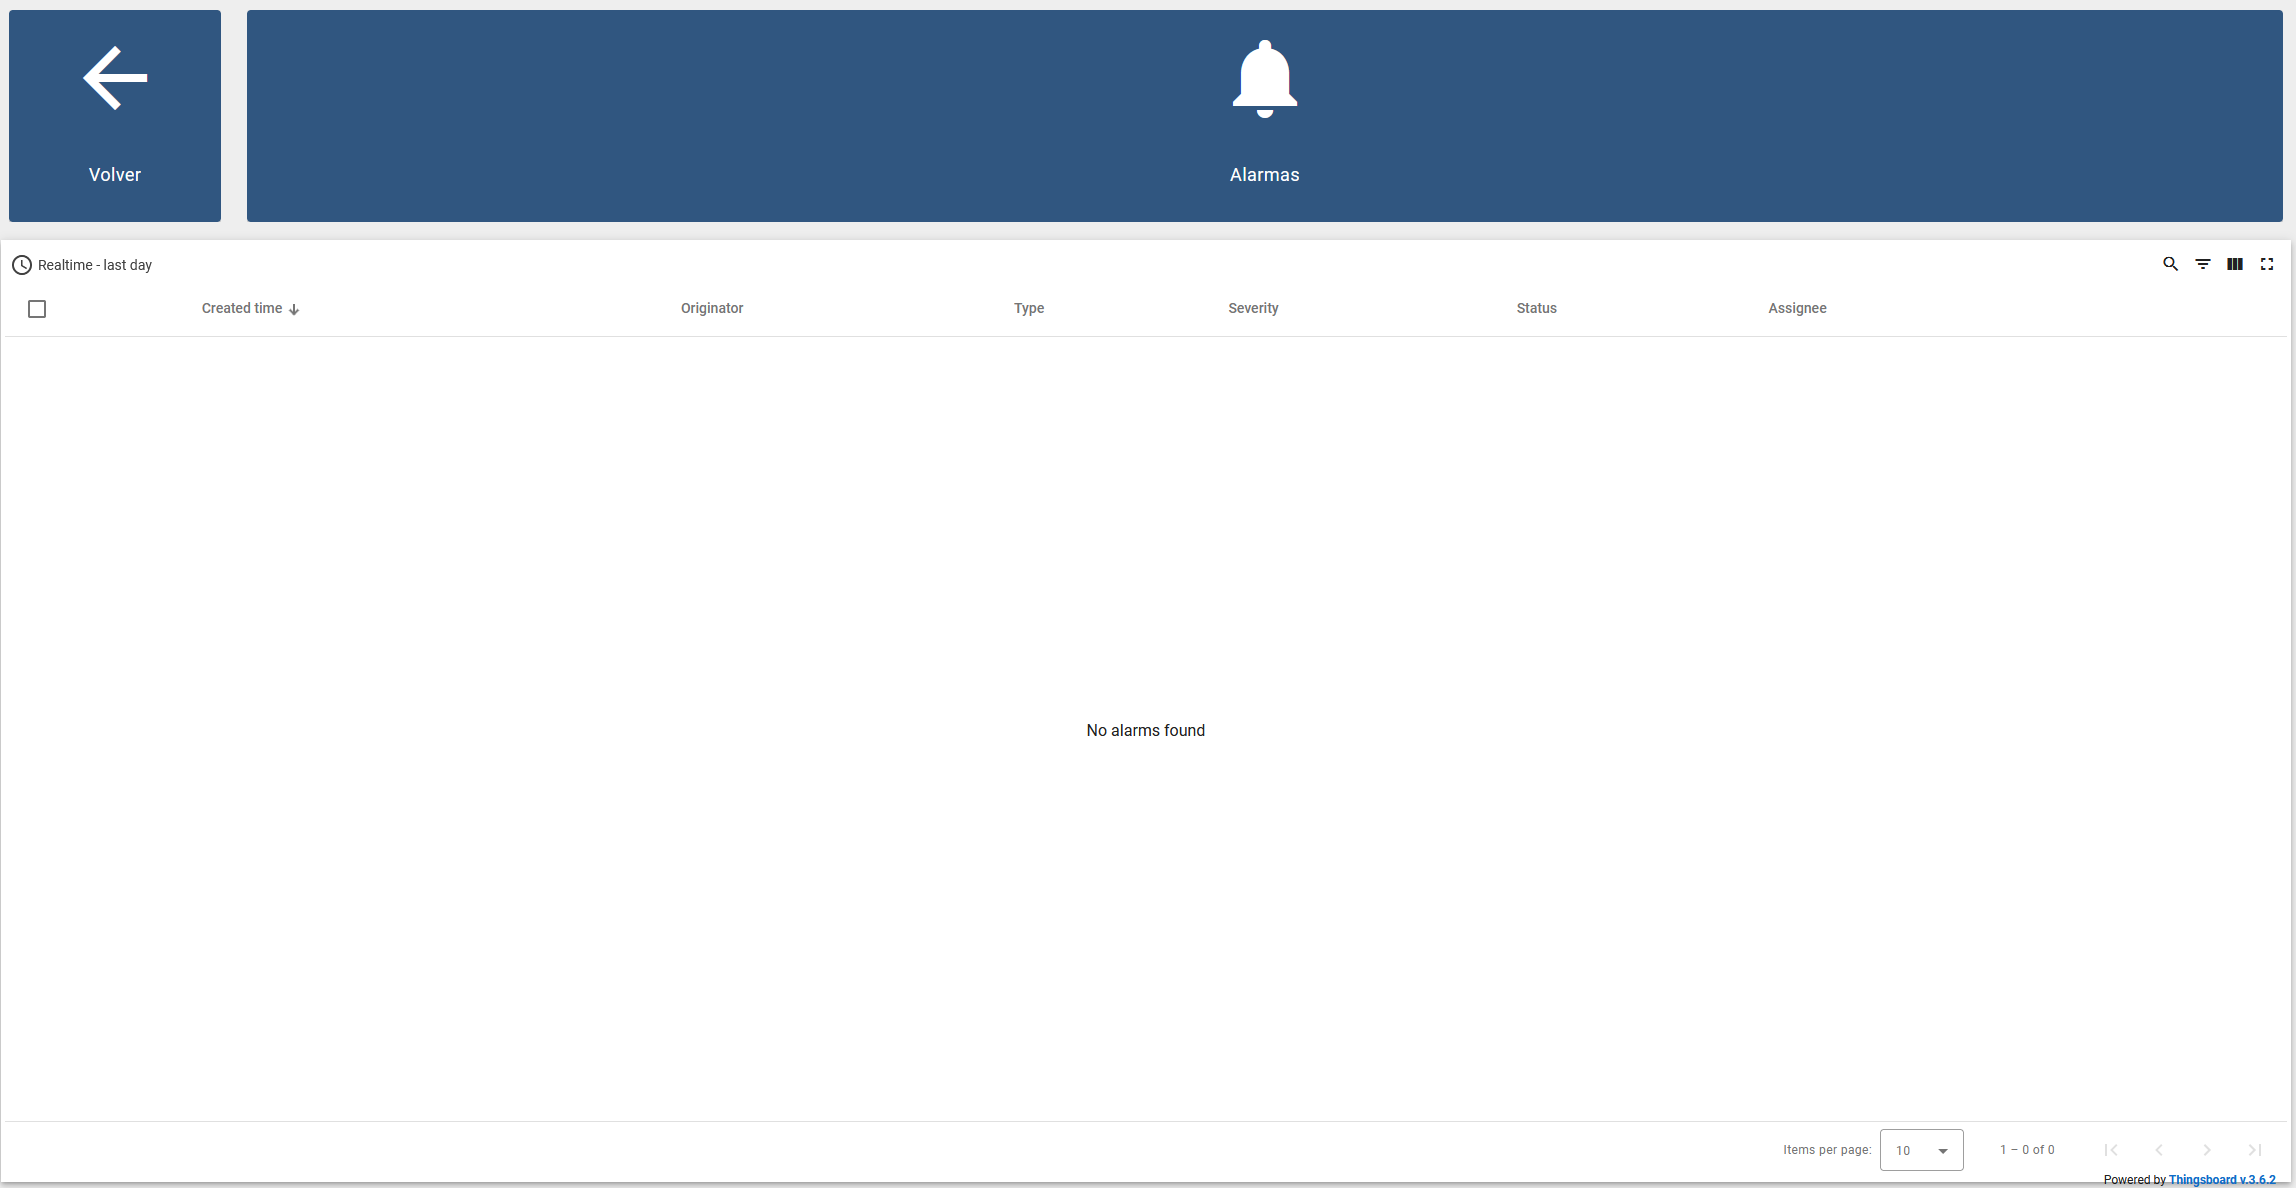 Volver
Alarmas
Realtime - last day
Created time Originator Type Severity Status Assignee
No alarms found
Items per page: 10 1 – 0 of 0
Powered by Thingsboard v.3.6.2